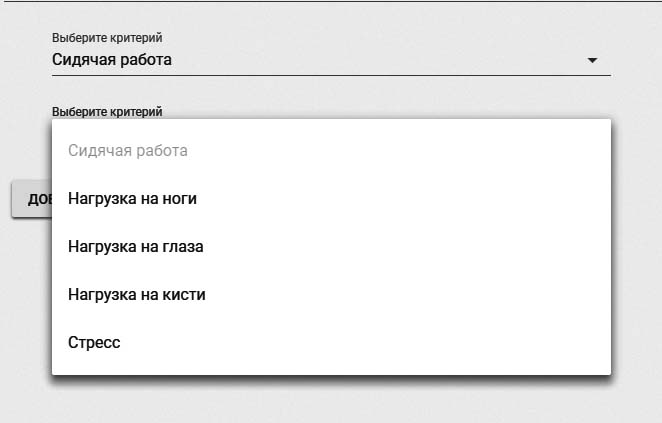 Выберите критерий
Сидячая работа
Выберите критерий
Сидячая работа
Нагрузка на ноги
Нагрузка на глаза
Нагрузка на кисти
Стресс